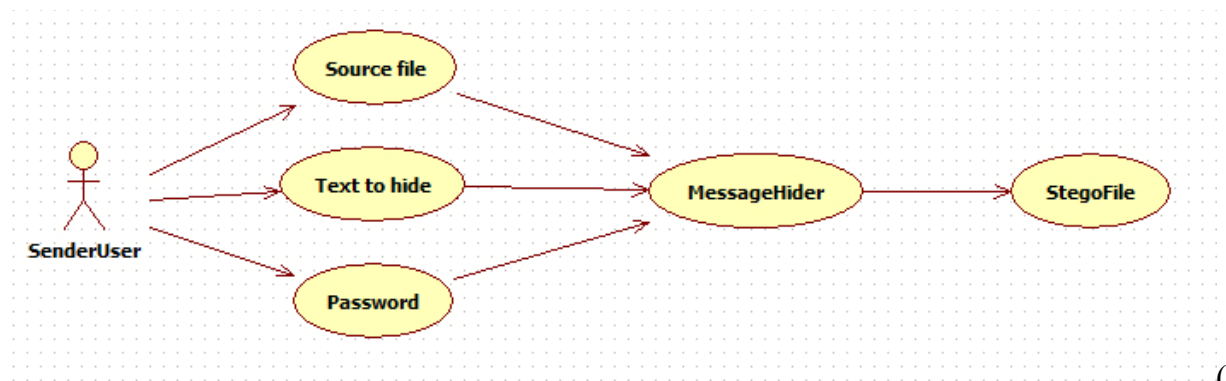 Source file
Text to hide
MessageHider
StegoFile
SenderUser
Password
(